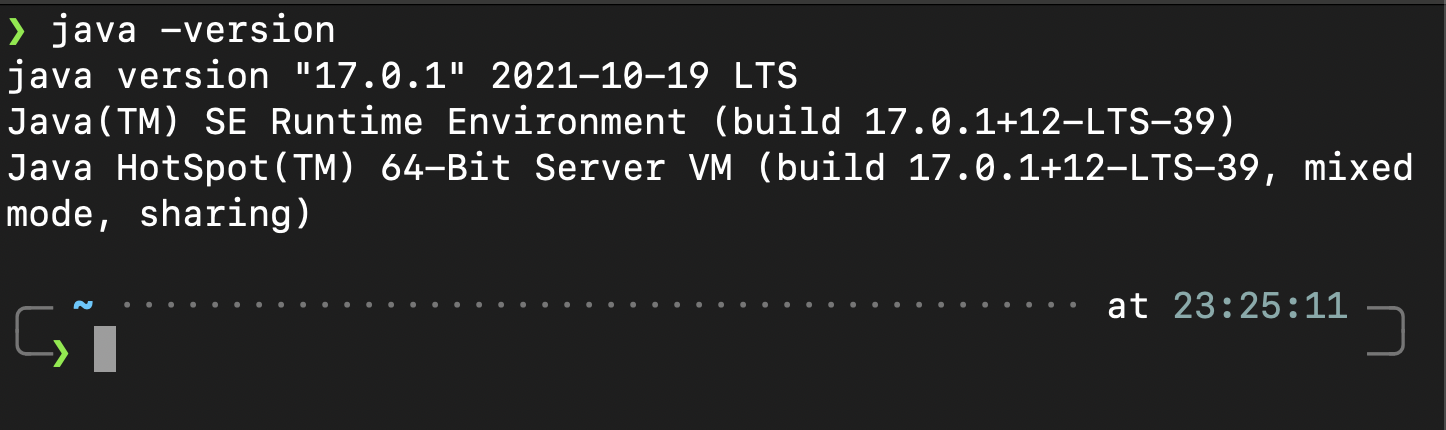 ❯ java -version
java version "17.0.1" 2021-10-19 LTS
Java(TM) SE Runtime Environment (build 17.0.1+12-LTS-39)
Java HotSpot(TM) 64-Bit Server VM (build 17.0.1+12-LTS-39, mixed
mode, sharing)
~ ············································ at 23:25:11
❯